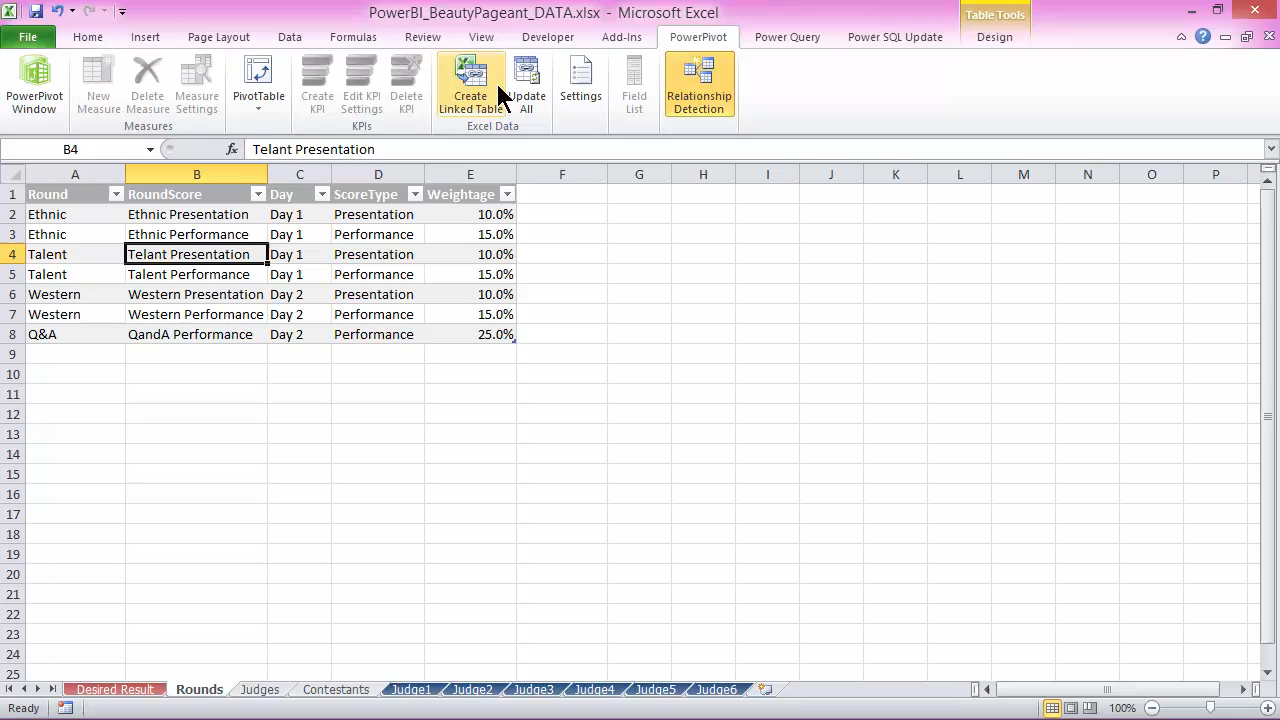 PowerBI_BeautyPageant_DATA.xlsx - Microsoft Excel
Table Tools
File Home Insert Page Layout Formulas Data Review View Developer Add-Ins PowerPivot Power Query Power SQL Update Design
PowerPivot Window
New Measure
Delete Measure
Measure Settings
PivotTable
Create KPI
Edit KPI Settings
Delete KPI
Create Linked Table
Update All
Settings
Field List
Relationship Detection
Measures KPIs Excel Data
B4 fx Telant Presentation
A B C D E F G H I J K L M N O P
1 Round RoundScore Day ScoreType Weightage
2 Ethnic Ethnic Presentation Day 1 Presentation 10.0%
3 Ethnic Ethnic Performance Day 1 Performance 15.0%
4 Talent Telant Presentation Day 1 Presentation 10.0%
5 Talent Talent Performance Day 1 Performance 15.0%
6 Western Western Presentation Day 2 Presentation 10.0%
7 Western Western Performance Day 2 Performance 15.0%
8 Q&A QandA Performance Day 2 Performance 25.0%
9
10
11
12
13
14
15
16
17
18
19
20
21
22
23
24
25
Desired Result Rounds Judges Contestants Judge1 Judge2 Judge3 Judge4 Judge5 Judge6
Ready 100%